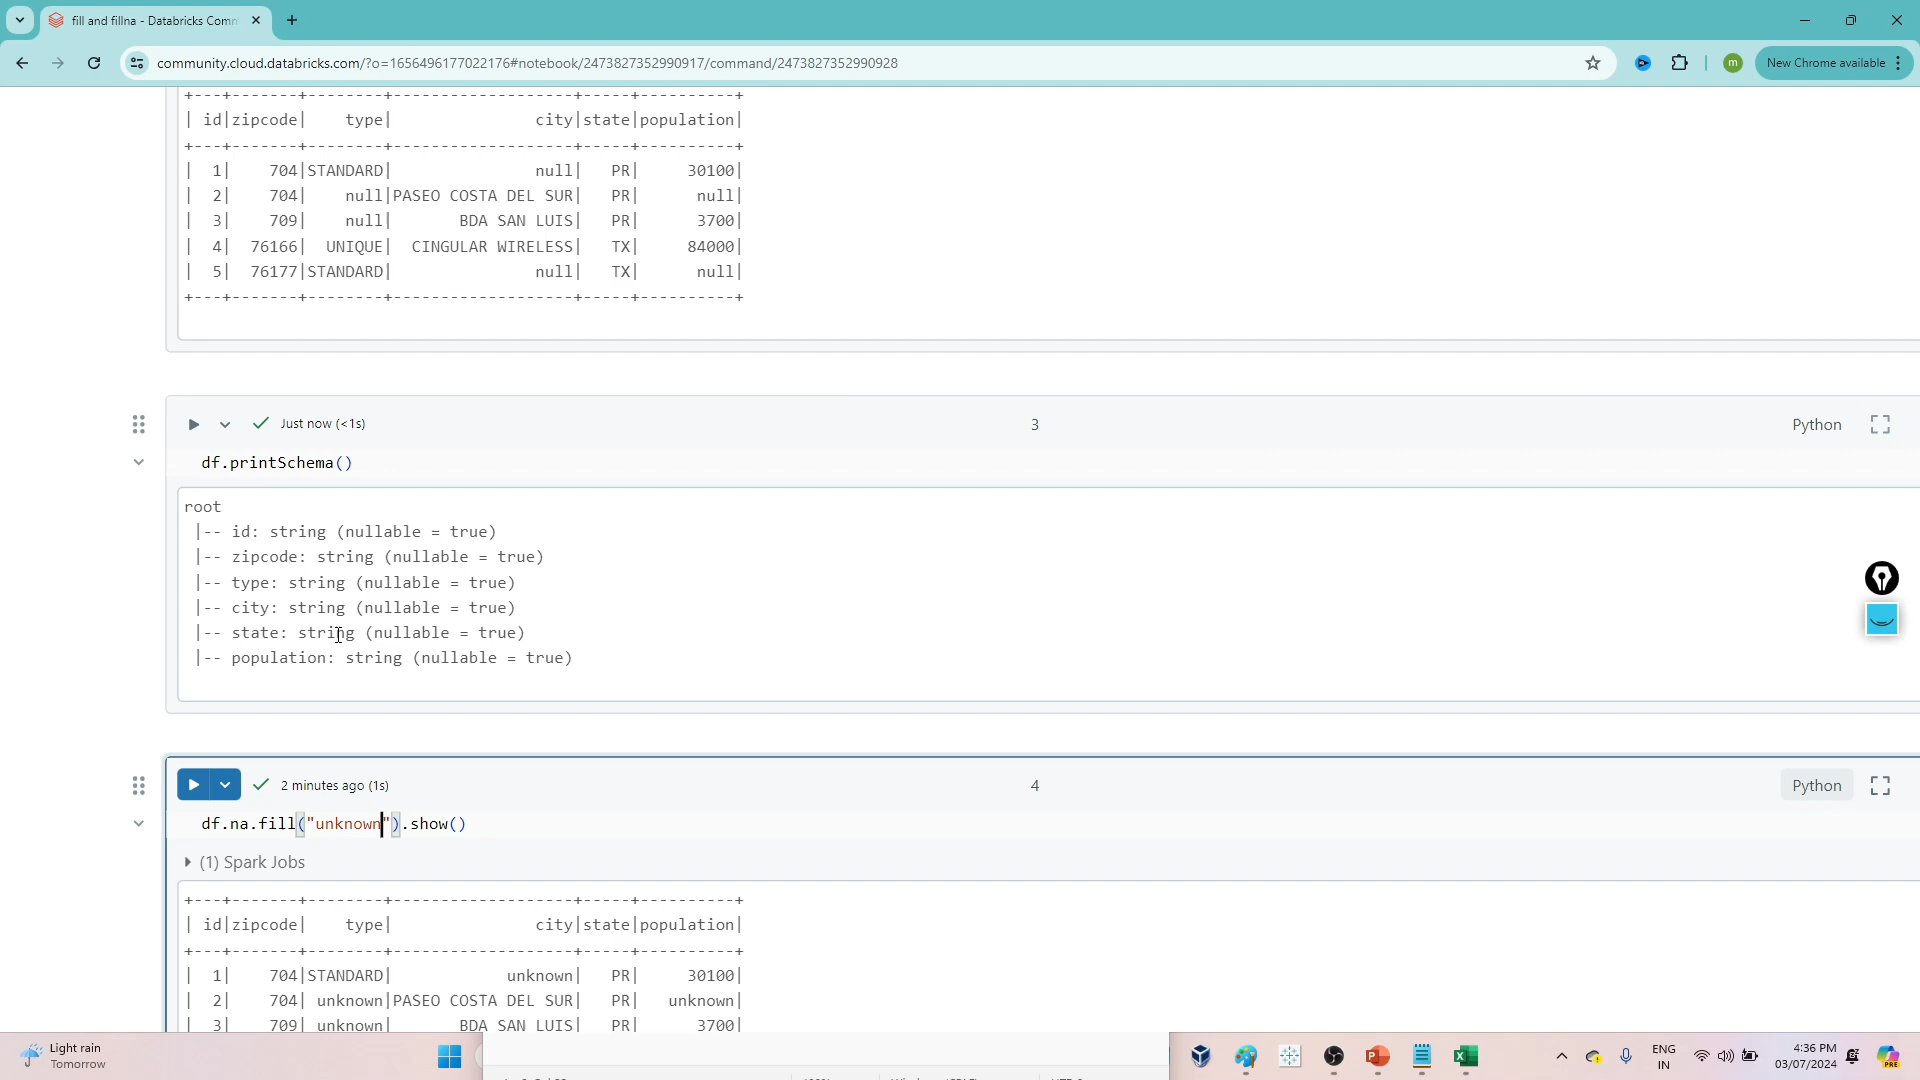 fill and fillna - Databricks Comm
community.cloud.databricks.com/?o=1656496177022176#notebook/2473827352990917/command/2473827352990928
m
New Chrome available
+---+-------+--------+-------------------+-----+----------+
| id|zipcode|    type|               city|state|population|
+---+-------+--------+-------------------+-----+----------+
|  1|    704|STANDARD|               null|   PR|     30100|
|  2|    704|    null|PASEO COSTA DEL SUR|   PR|      null|
|  3|    709|    null|       BDA SAN LUIS|   PR|      3700|
|  4|  76166|  UNIQUE|  CINGULAR WIRELESS|   TX|     84000|
|  5|  76177|STANDARD|               null|   TX|      null|
+---+-------+--------+-------------------+-----+----------+
Just now (<1s)
3
Python
df.printSchema()
root
 |-- id: string (nullable = true)
 |-- zipcode: string (nullable = true)
 |-- type: string (nullable = true)
 |-- city: string (nullable = true)
 |-- state: string (nullable = true)
 |-- population: string (nullable = true)
2 minutes ago (1s)
4
Python
df.na.fill("unknown").show()
(1) Spark Jobs
+---+-------+--------+-------------------+-----+----------+
| id|zipcode|    type|               city|state|population|
+---+-------+--------+-------------------+-----+----------+
|  1|    704|STANDARD|            unknown|   PR|     30100|
|  2|    704| unknown|PASEO COSTA DEL SUR|   PR|   unknown|
|  3|    709| unknown|       BDA SAN LUIS|   PR|      3700|
Light rain
Tomorrow
ENG
IN
4:36 PM
03/07/2024
PRE